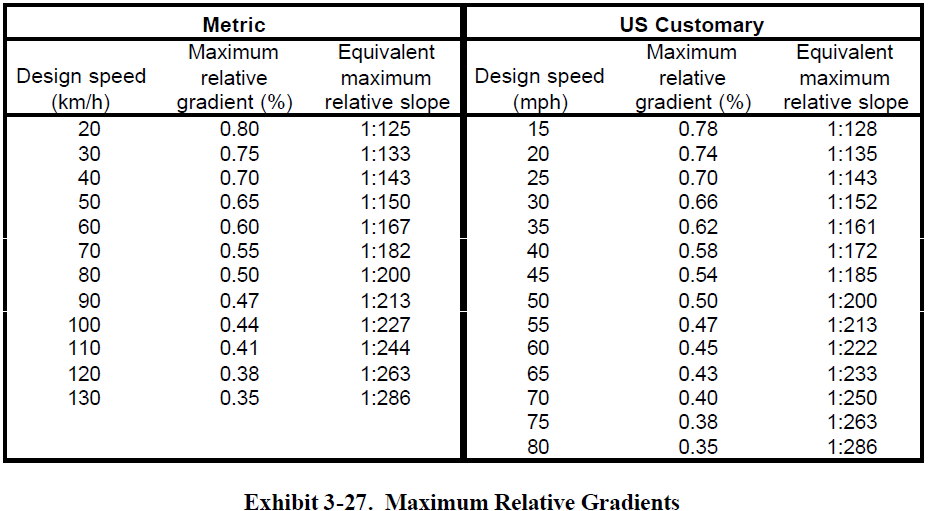 Metric US Customary
Design speed (km/h) Maximum relative gradient (%) Equivalent maximum relative slope Design speed (mph) Maximum relative gradient (%) Equivalent maximum relative slope
20 0.80 1:125 15 0.78 1:128
30 0.75 1:133 20 0.74 1:135
40 0.70 1:143 25 0.70 1:143
50 0.65 1:150 30 0.66 1:152
60 0.60 1:167 35 0.62 1:161
70 0.55 1:182 40 0.58 1:172
80 0.50 1:200 45 0.54 1:185
90 0.47 1:213 50 0.50 1:200
100 0.44 1:227 55 0.47 1:213
110 0.41 1:244 60 0.45 1:222
120 0.38 1:263 65 0.43 1:233
130 0.35 1:286 70 0.40 1:250
75 0.38 1:263
80 0.35 1:286
Exhibit 3-27. Maximum Relative Gradients